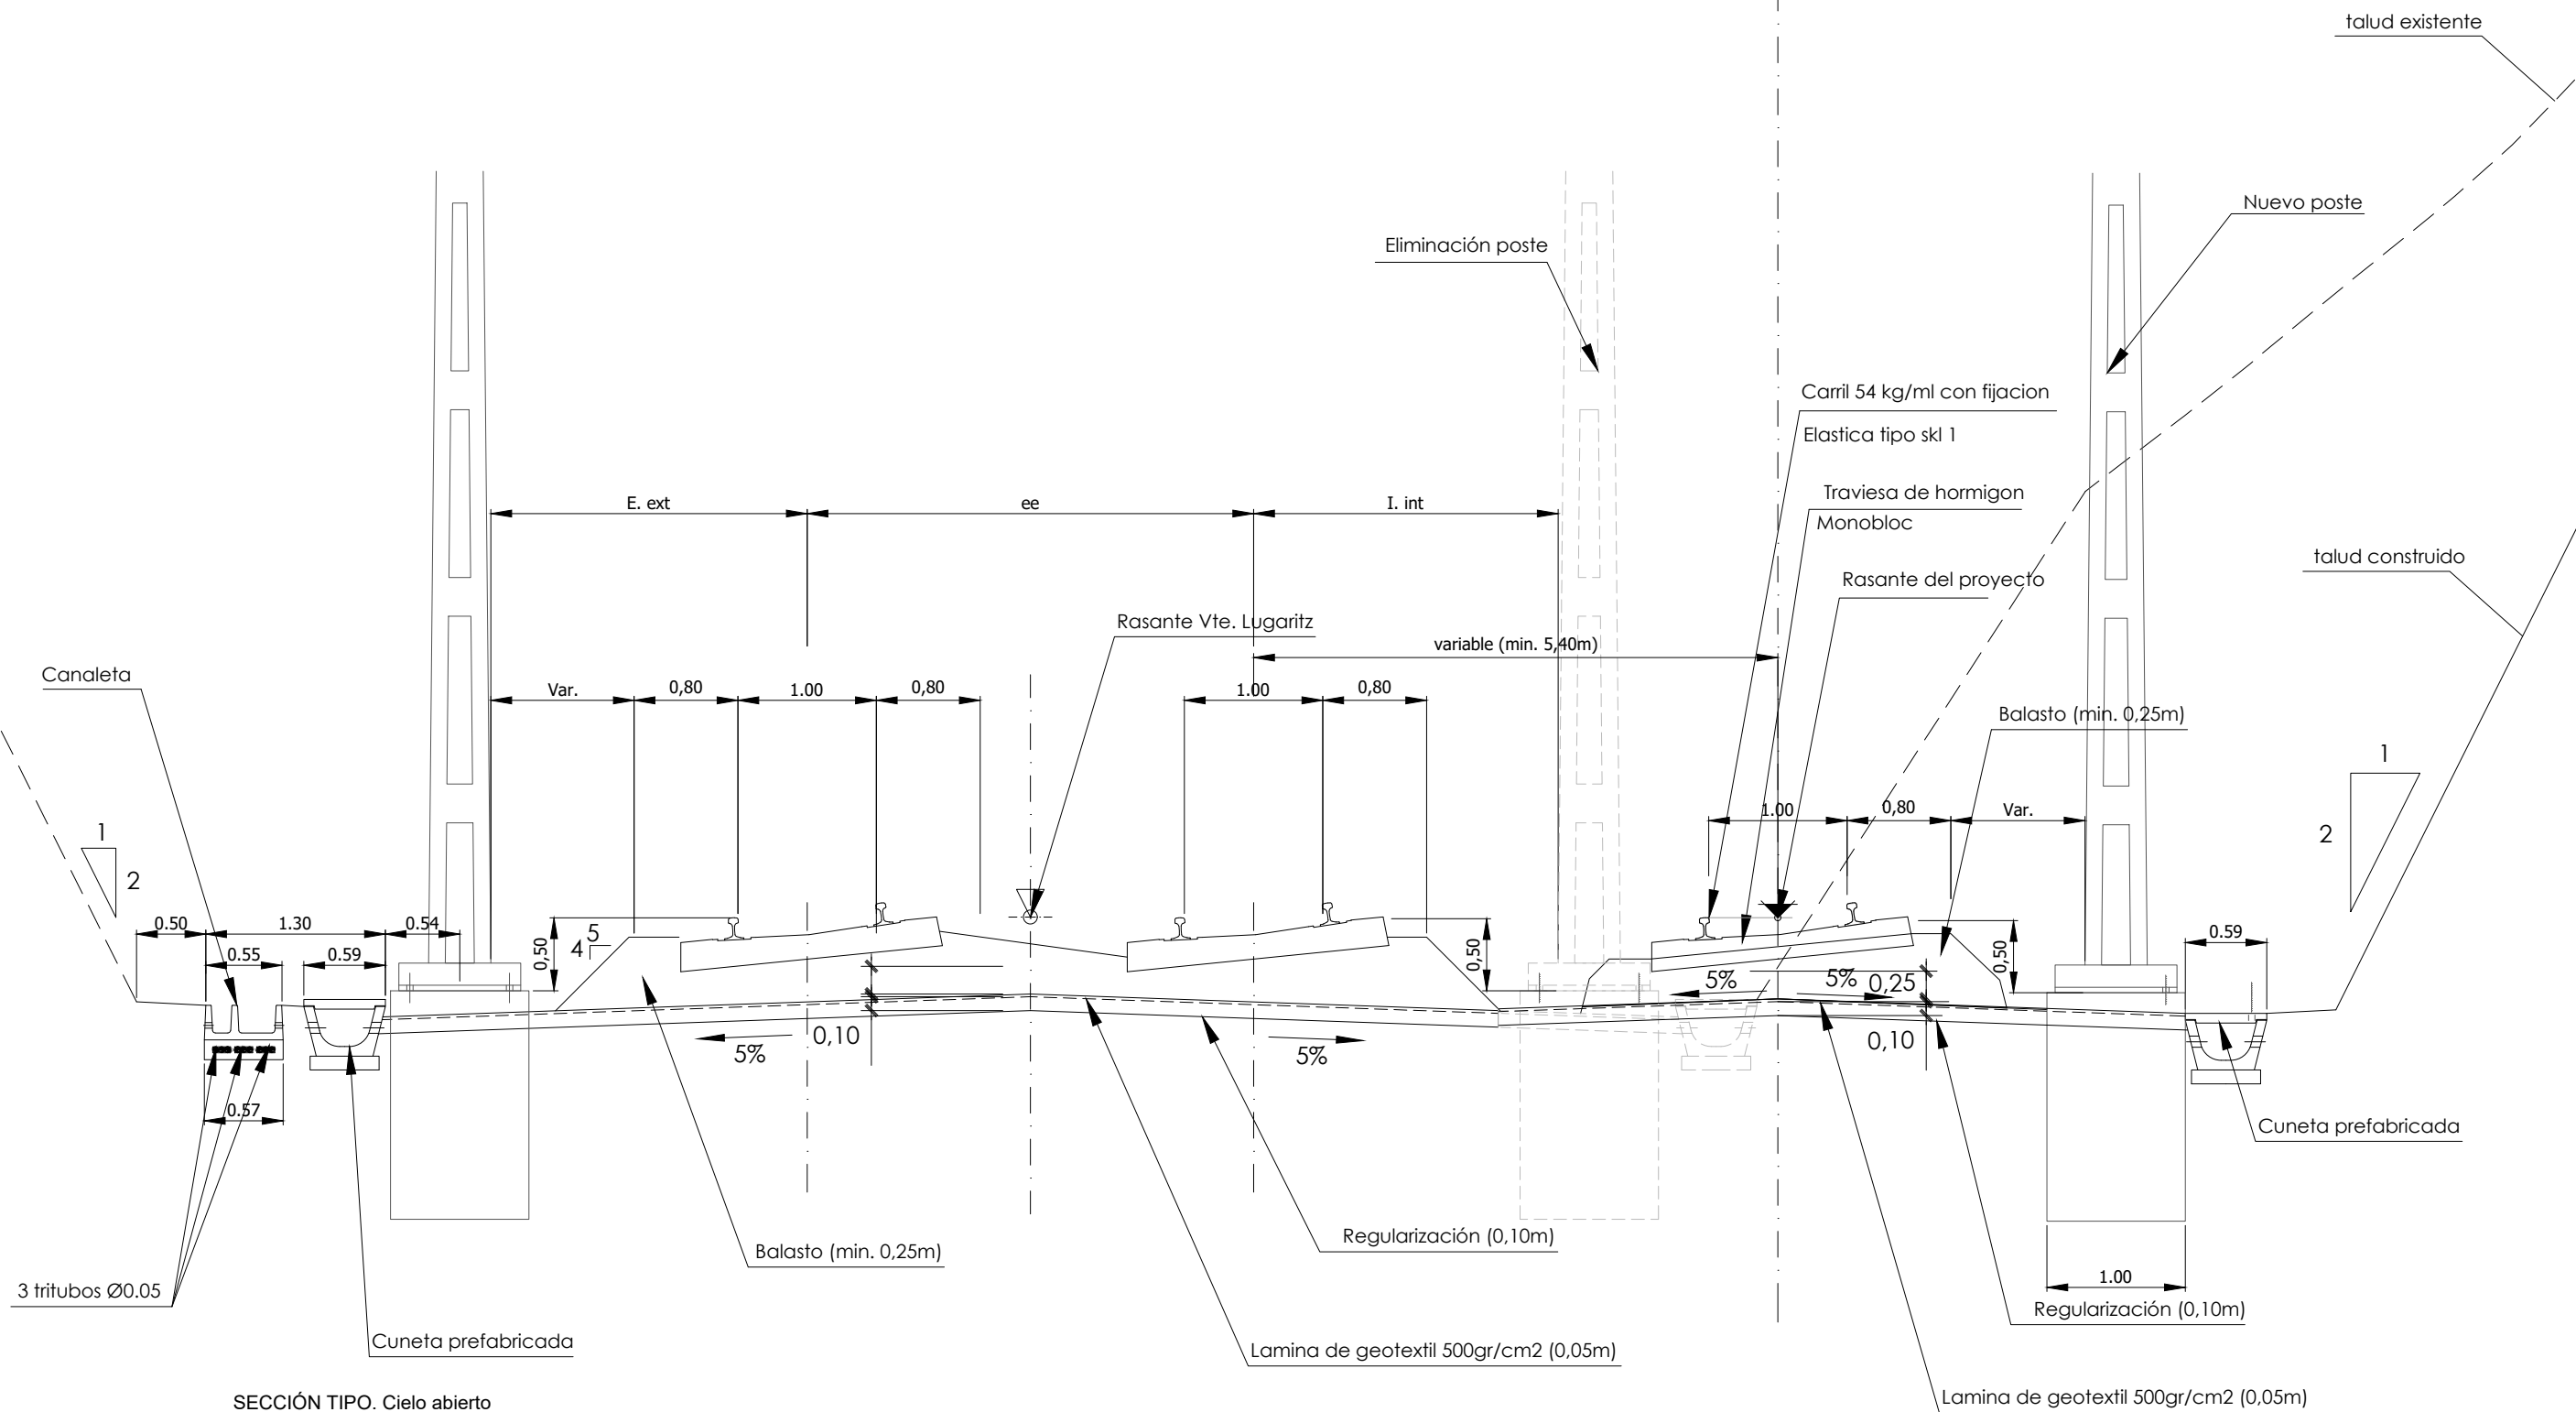 talud existente
Nuevo poste
Eliminación poste
Carril 54 kg/ml con fijacion
Elastica tipo skl 1
Traviesa de hormigon
Monobloc
E. ext
ee
I. int
talud construido
Rasante del proyecto
Rasante Vte. Lugaritz
variable (min. 5,40m)
Canaleta
Var.
0,80
1.00
0,80
1.00
0,80
Balasto (min. 0,25m)
1
2
1.00
0,80
Var.
1
2
0.50
1.30
0.54
0.55
0.59
0,50
5
4
0,50
0,50
0.59
5%
5%
0,25
0,10
5%
0,10
5%
0.57
Cuneta prefabricada
Regularización (0,10m)
Balasto (min. 0,25m)
1.00
3 tritubos Ø0.05
Regularización (0,10m)
Cuneta prefabricada
Lamina de geotextil 500gr/cm2 (0,05m)
Lamina de geotextil 500gr/cm2 (0,05m)
SECCIÓN TIPO. Cielo abierto